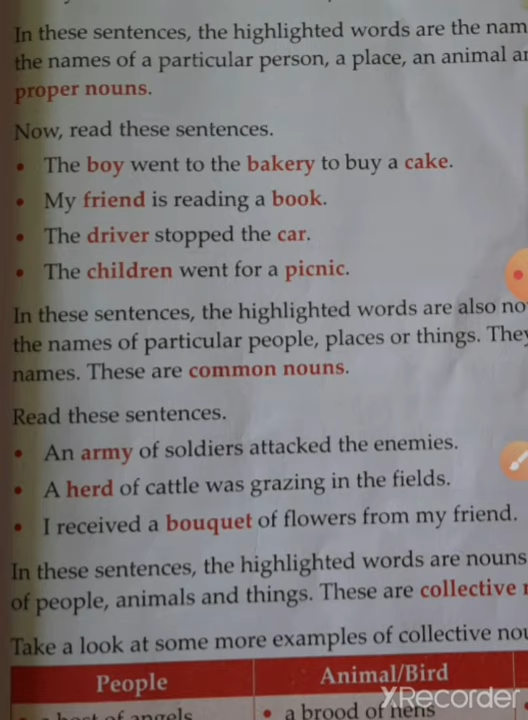 In these sentences, the highlighted words are the nam
the names of a particular person, a place, an animal an
proper nouns.
Now, read these sentences.
• The boy went to the bakery to buy a cake.
• My friend is reading a book.
• The driver stopped the car.
• The children went for a picnic.
In these sentences, the highlighted words are also no
the names of particular people, places or things. They
names. These are common nouns.
Read these sentences.
• An army of soldiers attacked the enemies.
• A herd of cattle was grazing in the fields.
• I received a bouquet of flowers from my friend.
In these sentences, the highlighted words are nouns
of people, animals and things. These are collective n
Take a look at some more examples of collective nou
People Animal/Bird
• a host of angels • a brood of hens
XRecorder